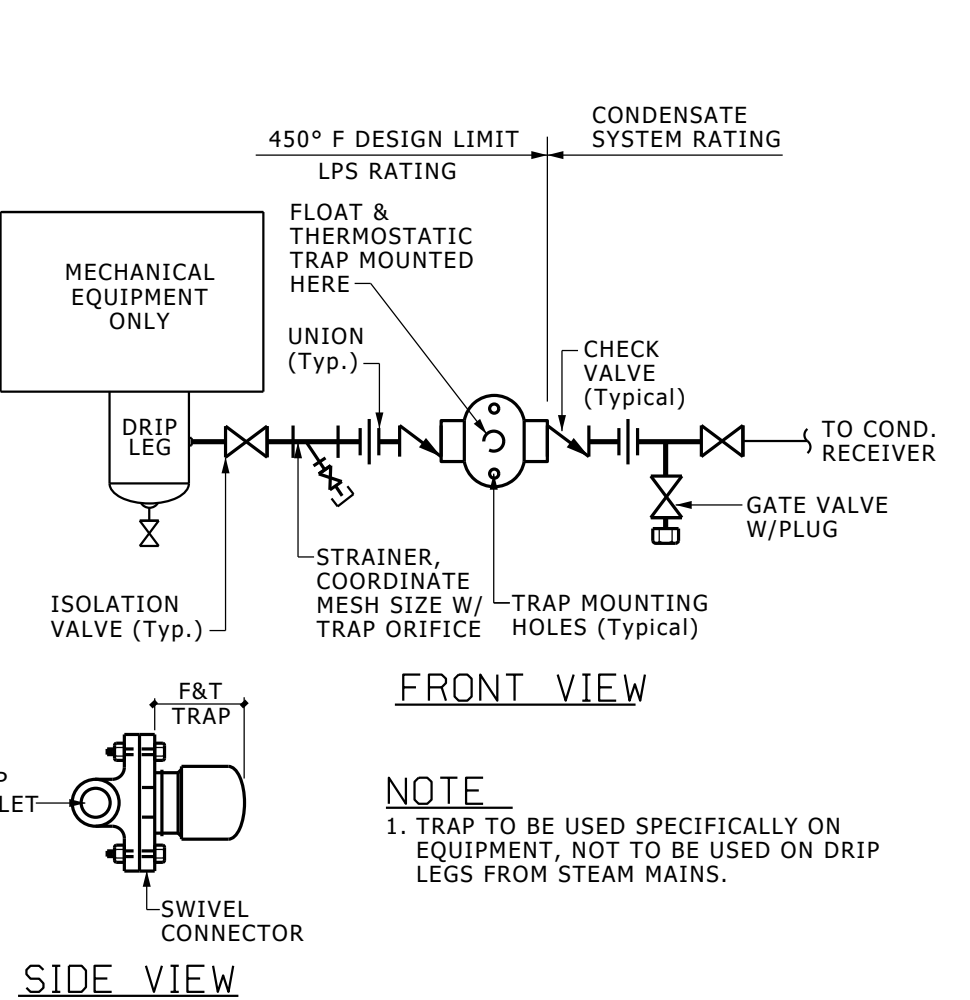 CONDENSATE
SYSTEM RATING
450° F DESIGN LIMIT
LPS RATING
FLOAT &
THERMOSTATIC
TRAP MOUNTED
HERE
MECHANICAL
EQUIPMENT
ONLY
UNION
(Typ.)
CHECK
VALVE
(Typical)
DRIP
LEG
TO COND.
RECEIVER
GATE VALVE
W/PLUG
STRAINER,
COORDINATE
MESH SIZE W/
TRAP ORIFICE
ISOLATION
VALVE (Typ.)
TRAP MOUNTING
HOLES (Typical)
FRONT VIEW
F&T
TRAP
P
LET
SWIVEL
CONNECTOR
SIDE VIEW
NOTE
1. TRAP TO BE USED SPECIFICALLY ON
EQUIPMENT, NOT TO BE USED ON DRIP
LEGS FROM STEAM MAINS.